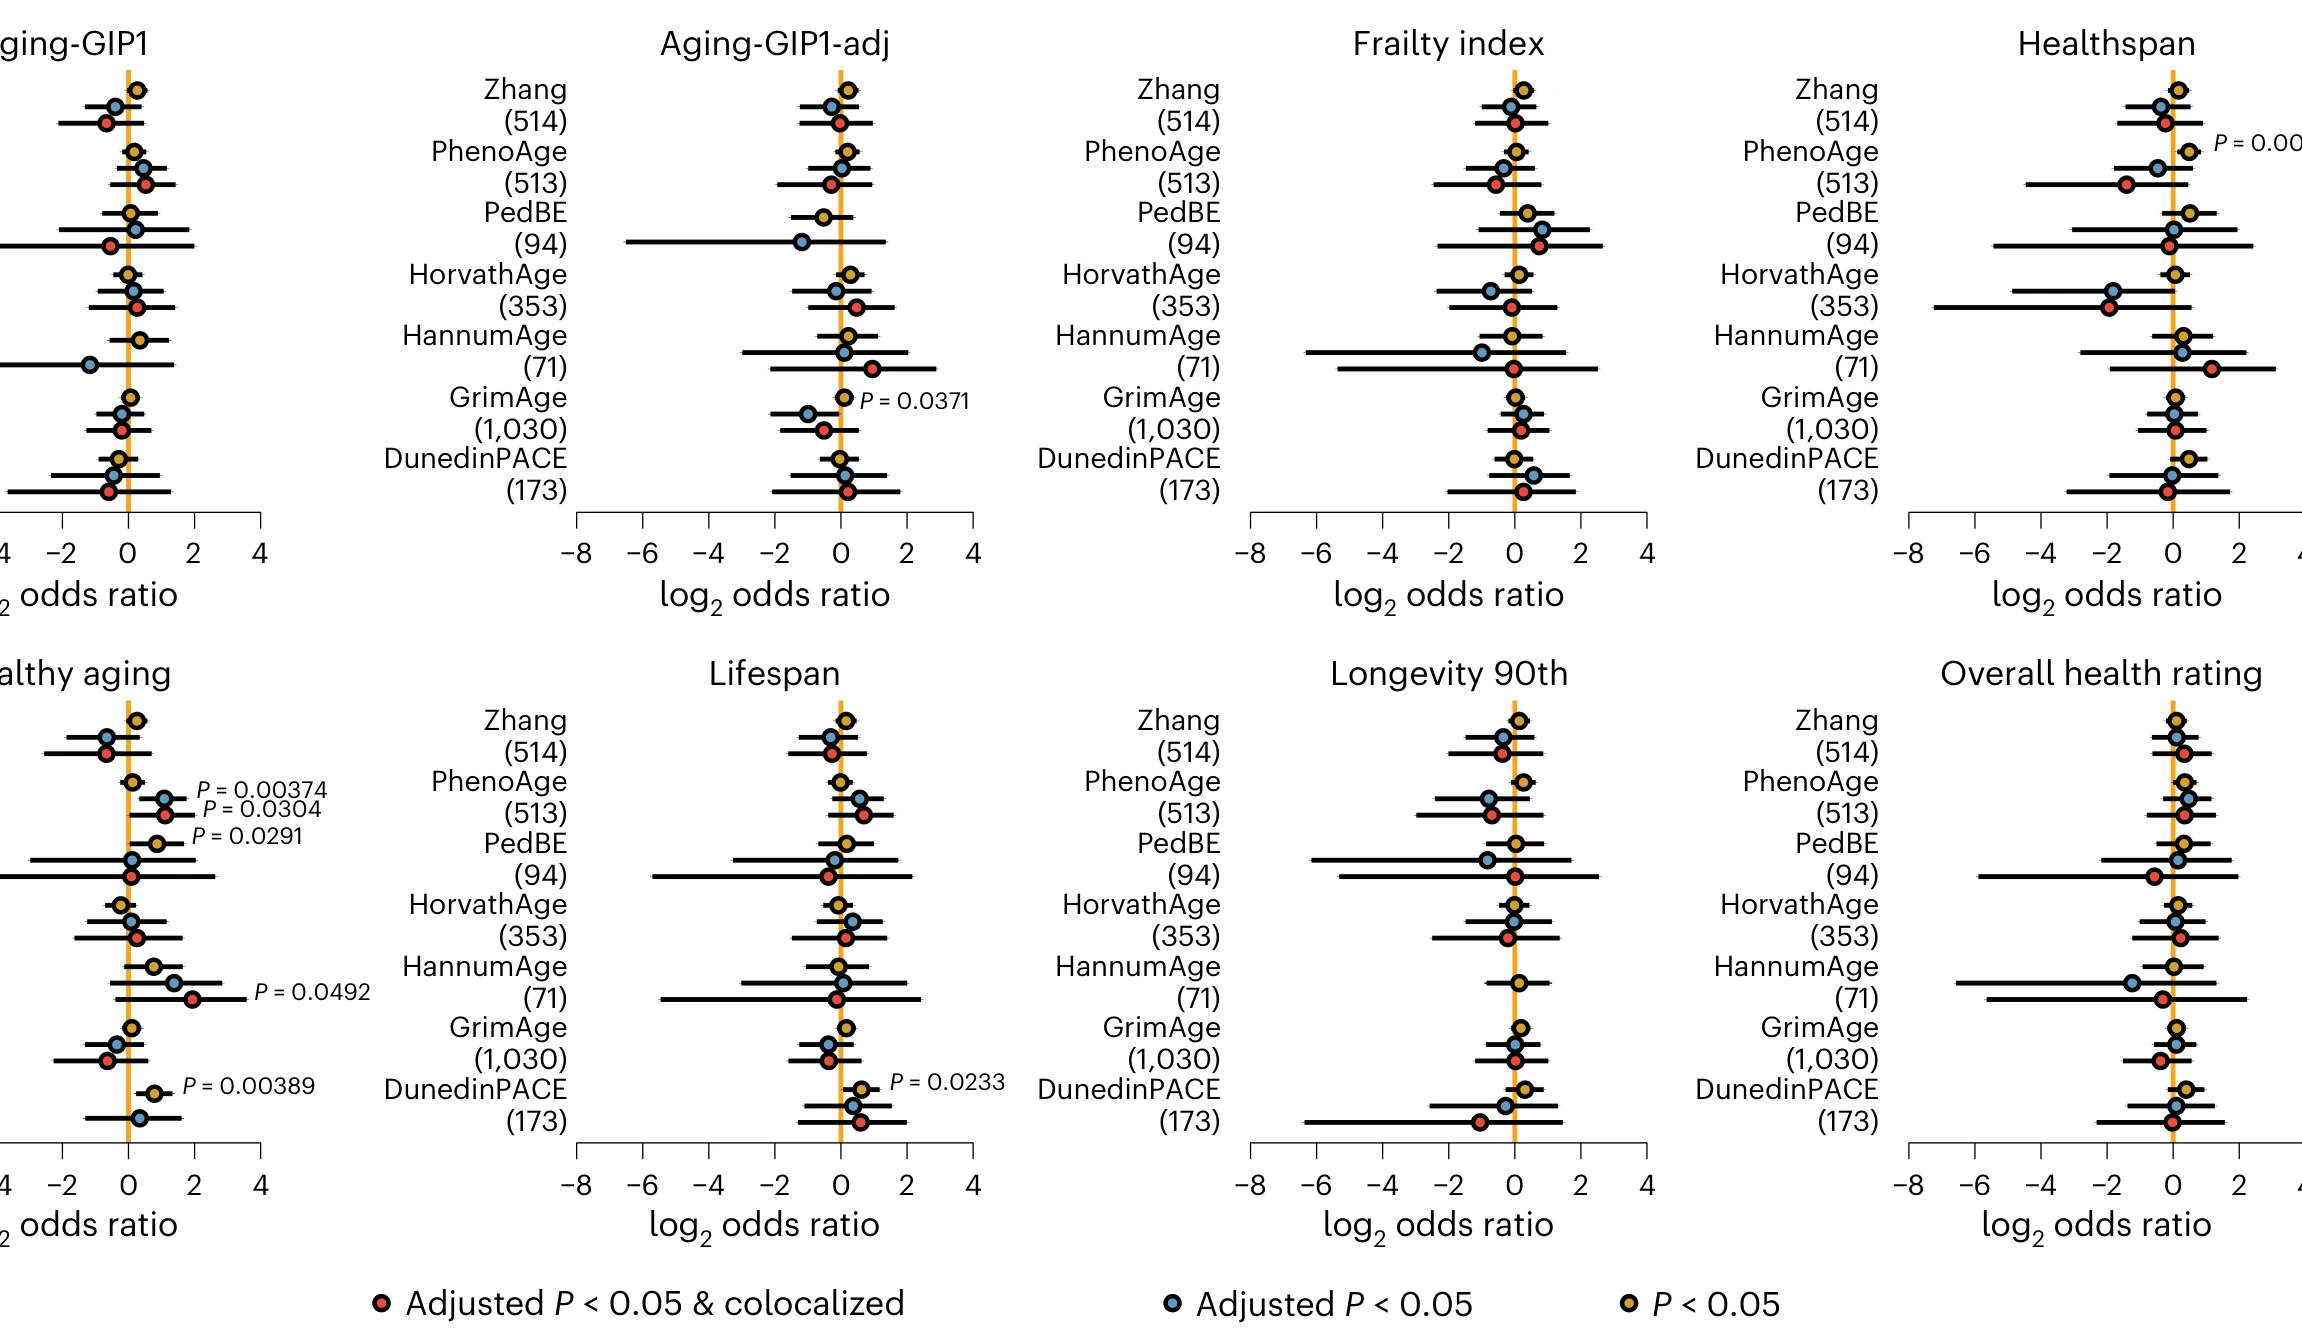 ging-GIP1
Aging-GIP1-adj
Frailty index
Healthspan
Zhang
(514)
PhenoAge
(513)
PedBE
(94)
HorvathAge
(353)
HannumAge
(71)
GrimAge
(1,030)
DunedinPACE
(173)
P = 0.0371
Zhang
(514)
PhenoAge
(513)
PedBE
(94)
HorvathAge
(353)
HannumAge
(71)
GrimAge
(1,030)
DunedinPACE
(173)
Zhang
(514)
PhenoAge
(513)
PedBE
(94)
HorvathAge
(353)
HannumAge
(71)
GrimAge
(1,030)
DunedinPACE
(173)
P = 0.00
4 −2 0 2 4
−8 −6 −4 −2 0 2 4
−8 −6 −4 −2 0 2 4
−8 −6 −4 −2 0 2 4
2 odds ratio
log2 odds ratio
log2 odds ratio
log2 odds ratio
althy aging
Lifespan
Longevity 90th
Overall health rating
P = 0.00374
P = 0.0304
P = 0.0291
P = 0.0492
P = 0.00389
Zhang
(514)
PhenoAge
(513)
PedBE
(94)
HorvathAge
(353)
HannumAge
(71)
GrimAge
(1,030)
DunedinPACE
(173)
P = 0.0233
Zhang
(514)
PhenoAge
(513)
PedBE
(94)
HorvathAge
(353)
HannumAge
(71)
GrimAge
(1,030)
DunedinPACE
(173)
Zhang
(514)
PhenoAge
(513)
PedBE
(94)
HorvathAge
(353)
HannumAge
(71)
GrimAge
(1,030)
DunedinPACE
(173)
4 −2 0 2 4
−8 −6 −4 −2 0 2 4
−8 −6 −4 −2 0 2 4
−8 −6 −4 −2 0 2 4
2 odds ratio
log2 odds ratio
log2 odds ratio
log2 odds ratio
Adjusted P < 0.05 & colocalized
Adjusted P < 0.05
P < 0.05